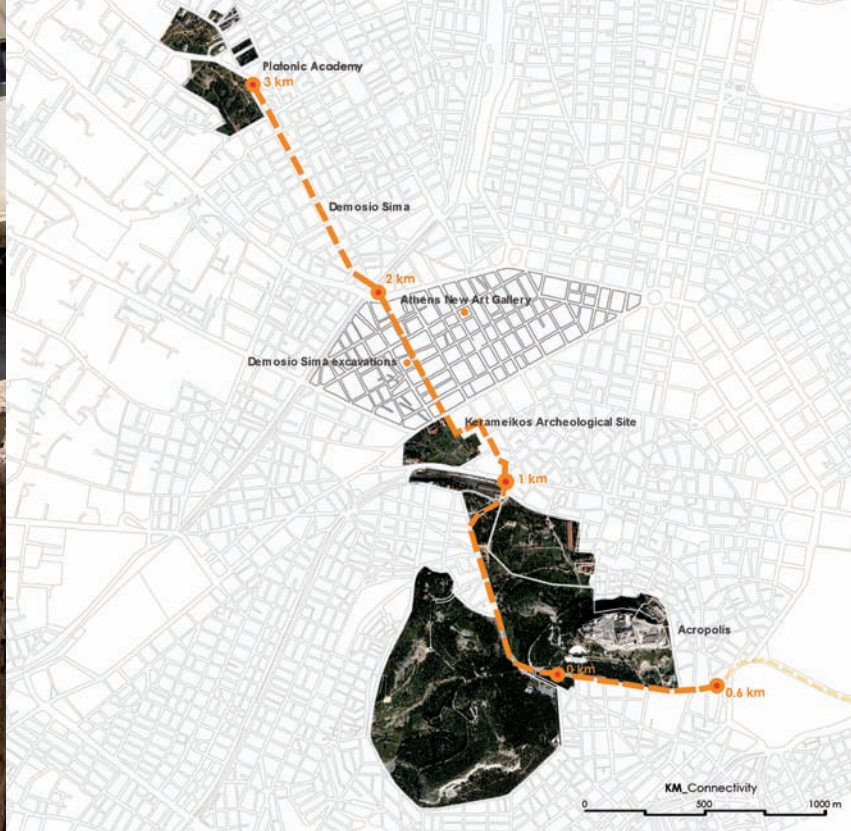 Platonic Academy
3 km
Demosio Sima
2 km
Athens New Art Gallery
Demosio Sima excavations
Kerameikos Archeological Site
1 km
Acropolis
0 km
0.6 km
KM_Connectivity
0 500 1000 m